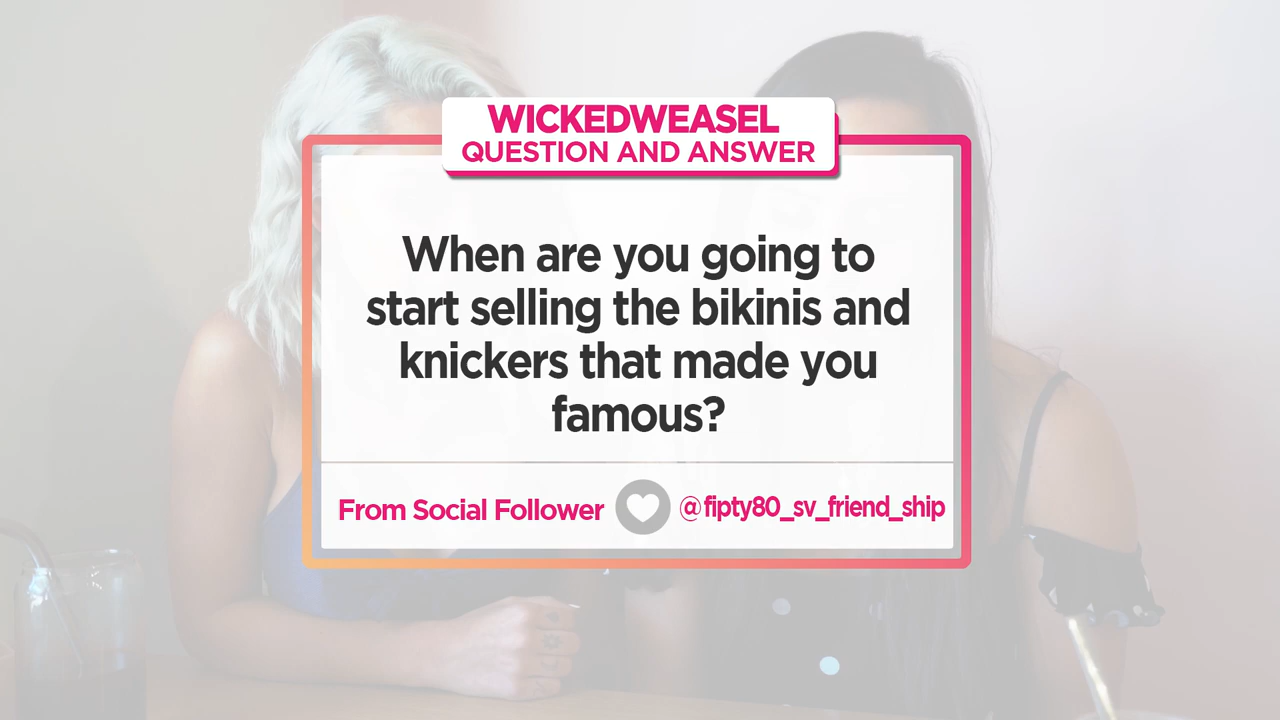 WICKEDWEASEL
QUESTION AND ANSWER
When are you going to
start selling the bikinis and
knickers that made you
famous?
From Social Follower @fipty80_sv_friend_ship